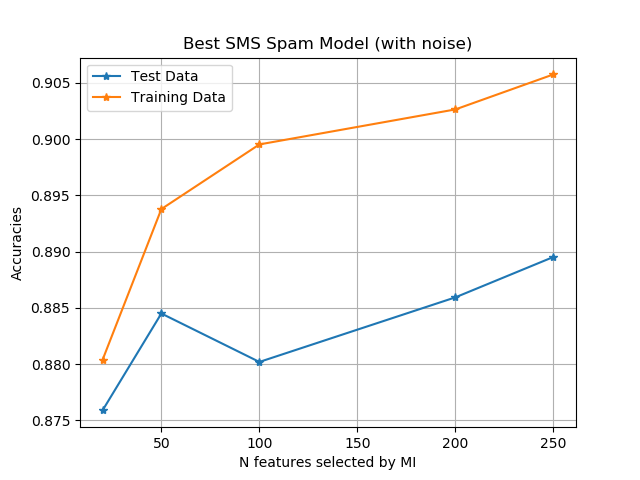 Best SMS Spam Model (with noise)
Test Data
Training Data
Accuracies
0.905
0.900
0.895
0.890
0.885
0.880
0.875
50
100
150
200
250
N features selected by MI